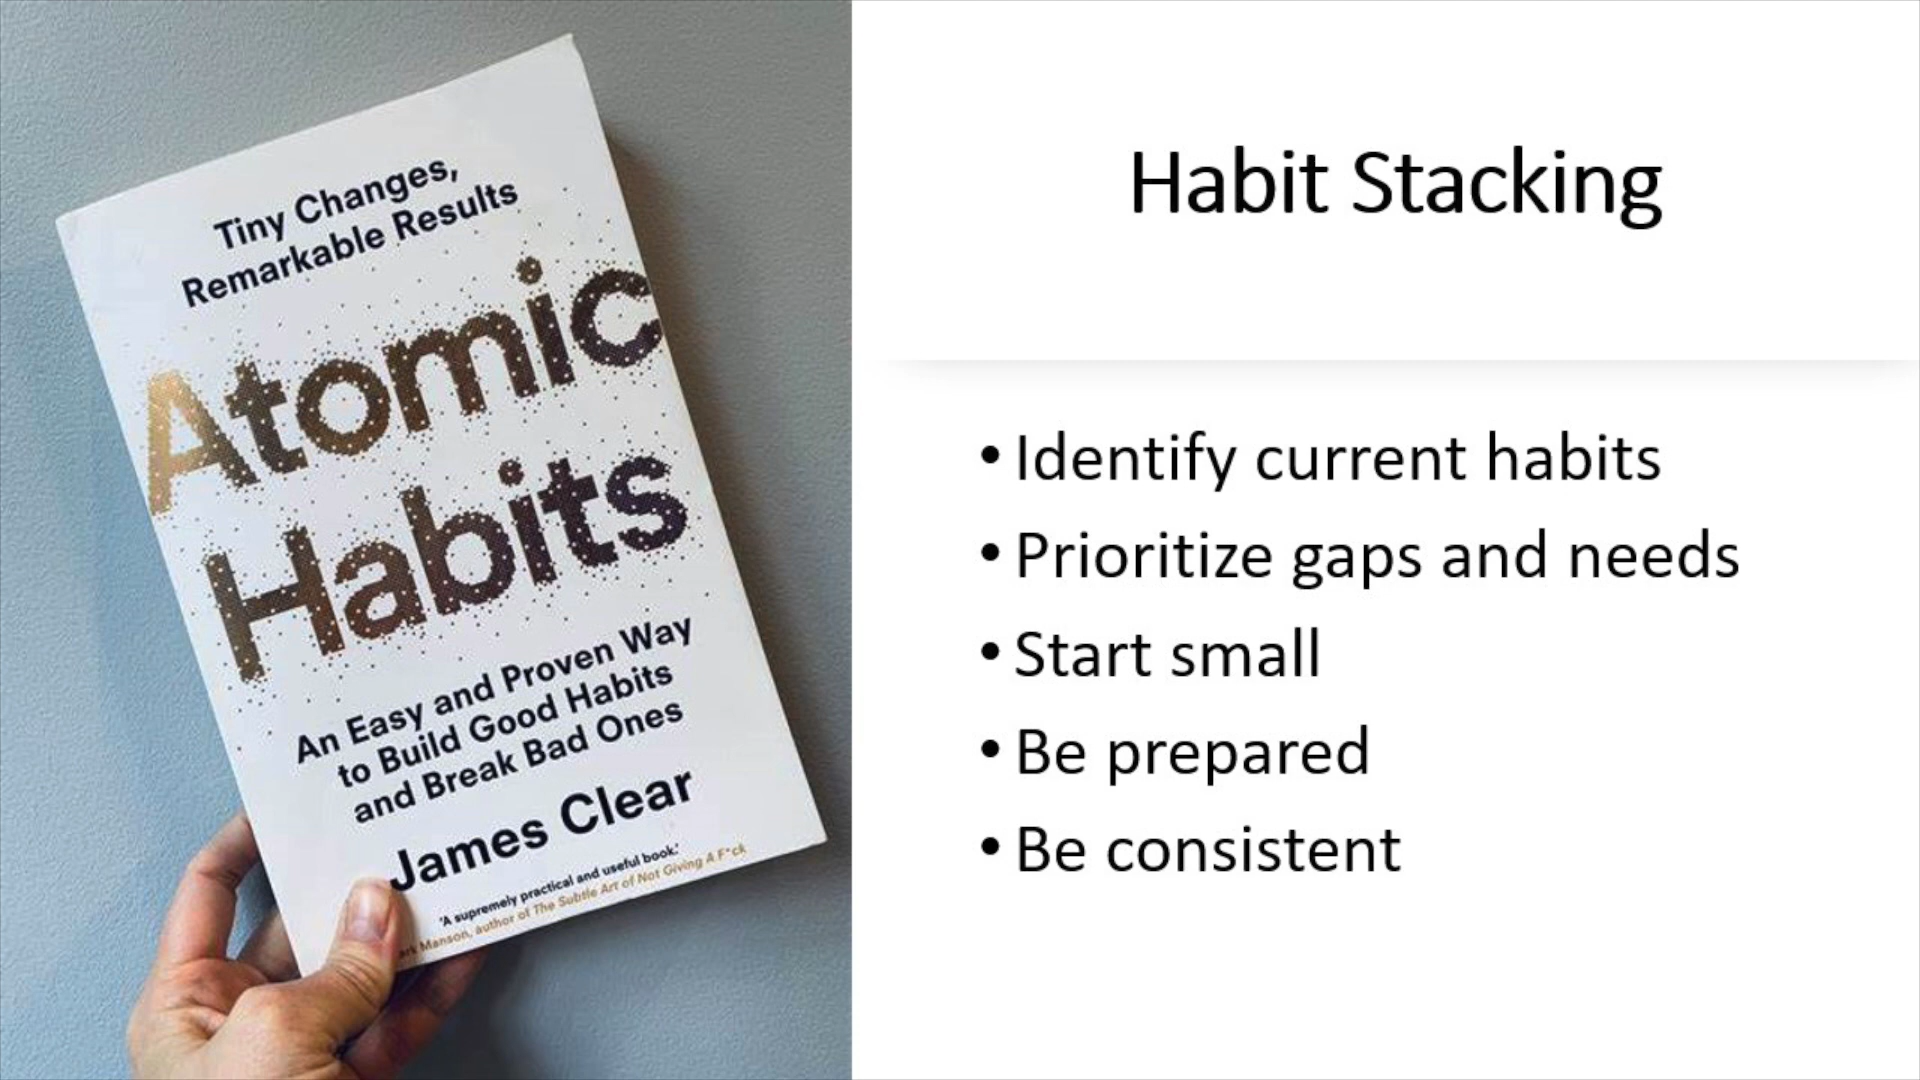 Tiny Changes,
Remarkable Results
Atomic
Habits
An Easy and Proven Way
to Build Good Habits
and Break Bad Ones
James Clear
'A supremely practical and useful book.'
Manson, author of The Subtle Art of Not Giving A F*ck
Habit Stacking
• Identify current habits
• Prioritize gaps and needs
• Start small
• Be prepared
• Be consistent